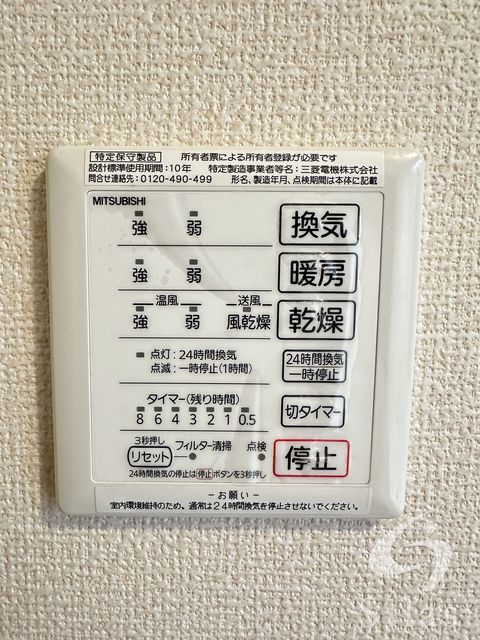 特定保守製品 所有者票による所有者登録が必要です
設計標準使用期間:10年 特定製造事業者等名:三菱電機株式会社
問合せ連絡先:0120-490-499 形名、製造年月、点検期間は本体に記載
MITSUBISHI
強 弱 換気
強 弱 暖房
温風 送風
強 弱 風乾燥 乾燥
点灯:24時間換気
点滅:一時停止(1時間)
24時間換気
一時停止
タイマー(残り時間)
8 6 4 3 2 1 0.5
切タイマー
3秒押し
リセット フィルター清掃 点検
停止
24時間換気の停止は停止ボタンを3秒押し
-お願い-
室内環境維持のため、通常は24時間換気を停止させないでください。